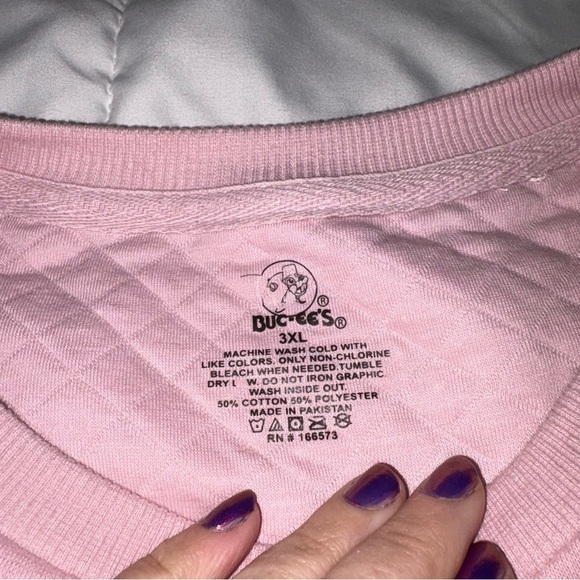 BUC-EE'S®
3XL
MACHINE WASH COLD WITH
LIKE COLORS. ONLY NON-CHLORINE
BLEACH WHEN NEEDED.TUMBLE
DRY L W. DO NOT IRON GRAPHIC
WASH INSIDE OUT.
50% COTTON 50% POLYESTER
MADE IN PAKISTAN
RN # 166573